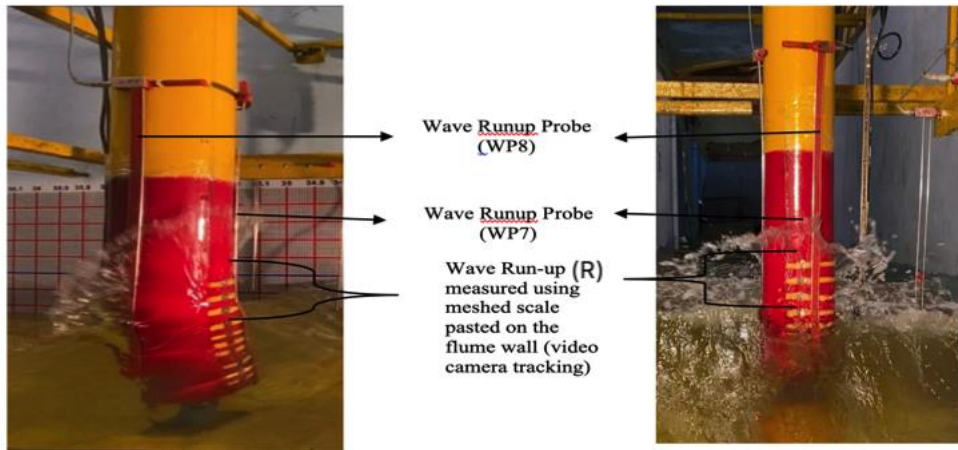 Wave Runup Probe
(WP8)
Wave Runup Probe
(WP7)
Wave Run-up (R)
measured using
meshed scale
pasted on the
flume wall (video
camera tracking)